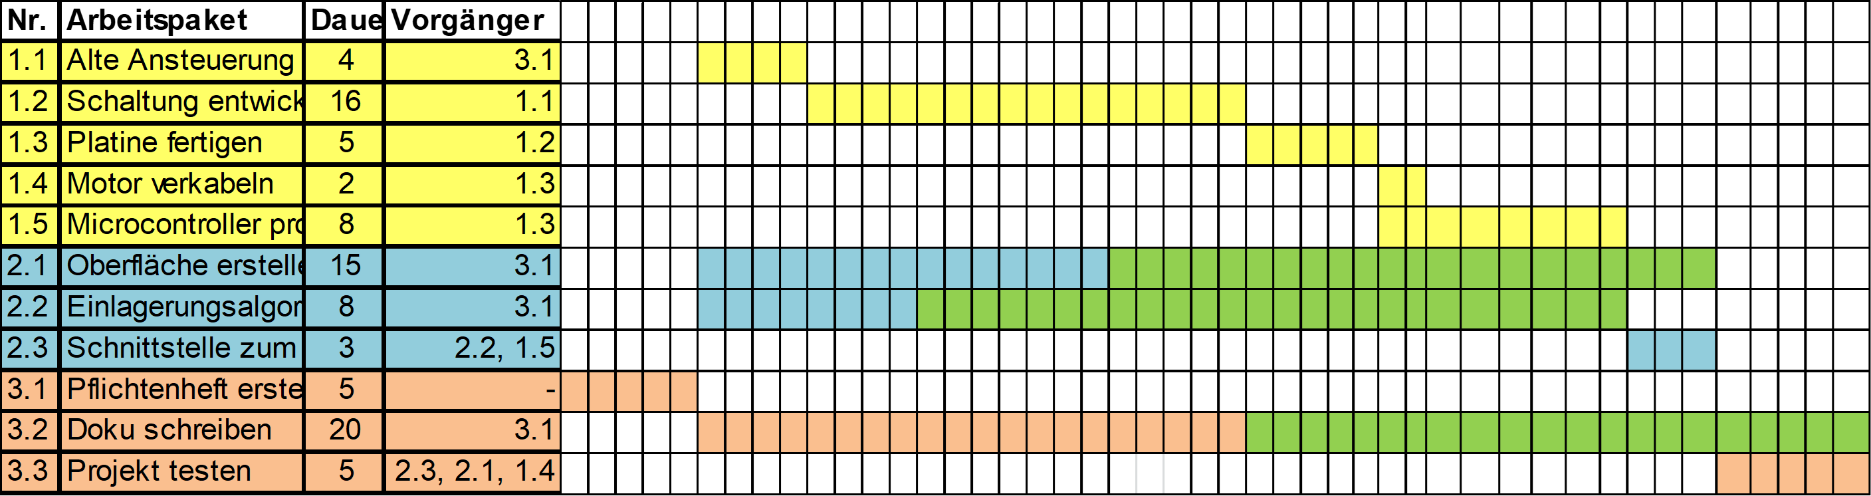 Nr. Arbeitspaket Daue Vorgänger
1.1 Alte Ansteuerung 4 3.1
1.2 Schaltung entwick 16 1.1
1.3 Platine fertigen 5 1.2
1.4 Motor verkabeln 2 1.3
1.5 Microcontroller pro 8 1.3
2.1 Oberfläche erstelle 15 3.1
2.2 Einlagerungsalgor 8 3.1
2.3 Schnittstelle zum 3 2.2, 1.5
3.1 Pflichtenheft erste 5 -
3.2 Doku schreiben 20 3.1
3.3 Projekt testen 5 2.3, 2.1, 1.4